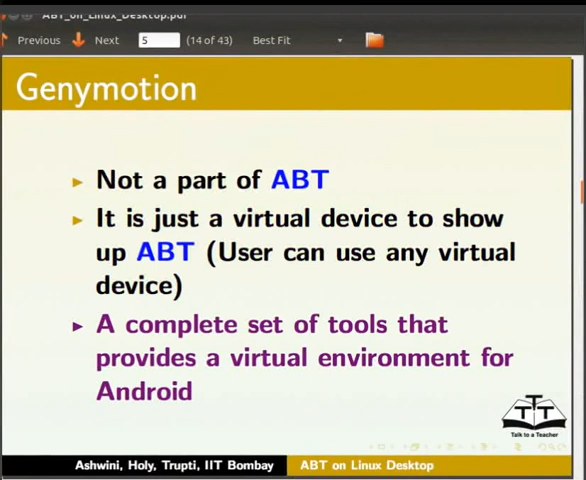 ABT_on_Linux_Desktop.pdf
Previous Next 5 (14 of 43) Best Fit
Genymotion
Not a part of ABT
It is just a virtual device to show
up ABT (User can use any virtual
device)
A complete set of tools that
provides a virtual environment for
Android
TTT
Talk to a Teacher
Ashwini, Holy, Trupti, IIT Bombay ABT on Linux Desktop